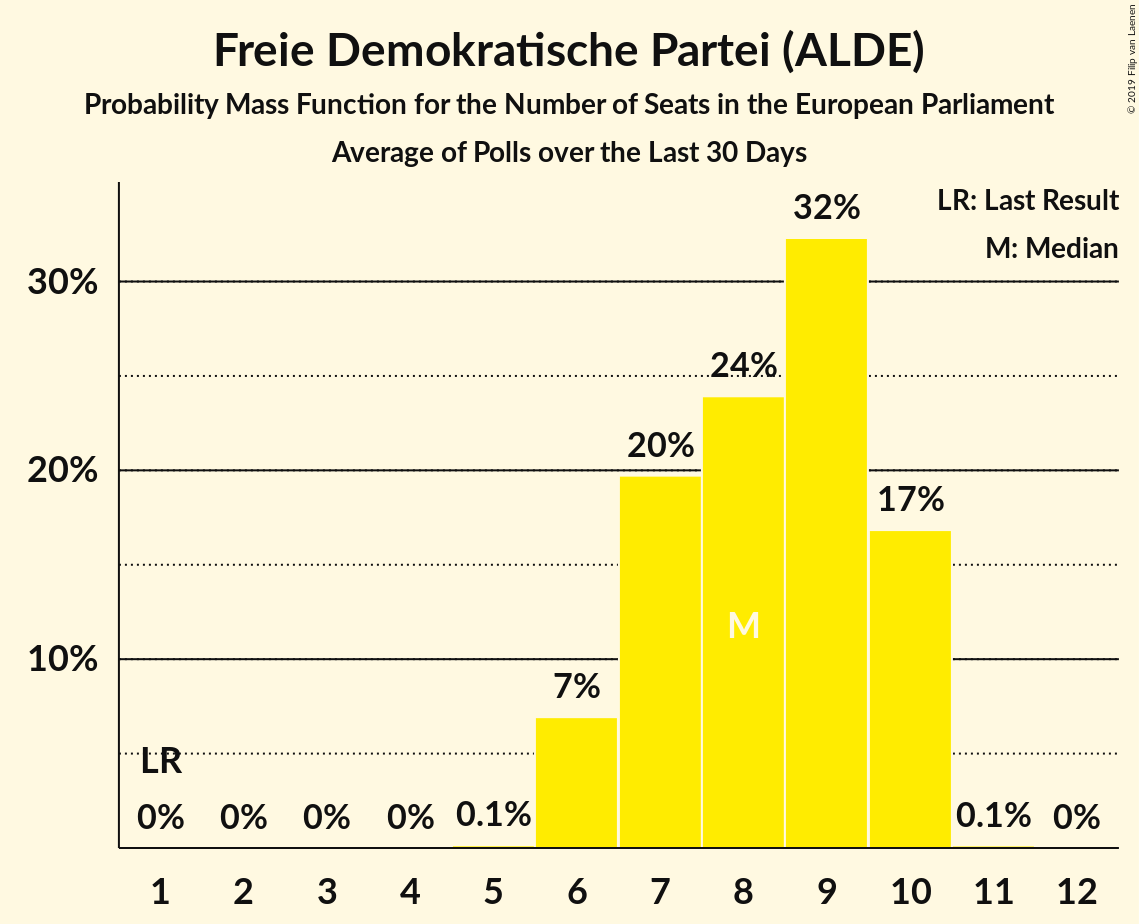 Freie Demokratische Partei (ALDE)
Probability Mass Function for the Number of Seats in the European Parliament
Average of Polls over the Last 30 Days
© 2019 Filip van Laenen
LR: Last Result
M: Median
30%
20%
10%
LR
0%
0%
0%
0%
0.1%
7%
20%
24%
32%
17%
0.1%
0%
M
1 2 3 4 5 6 7 8 9 10 11 12